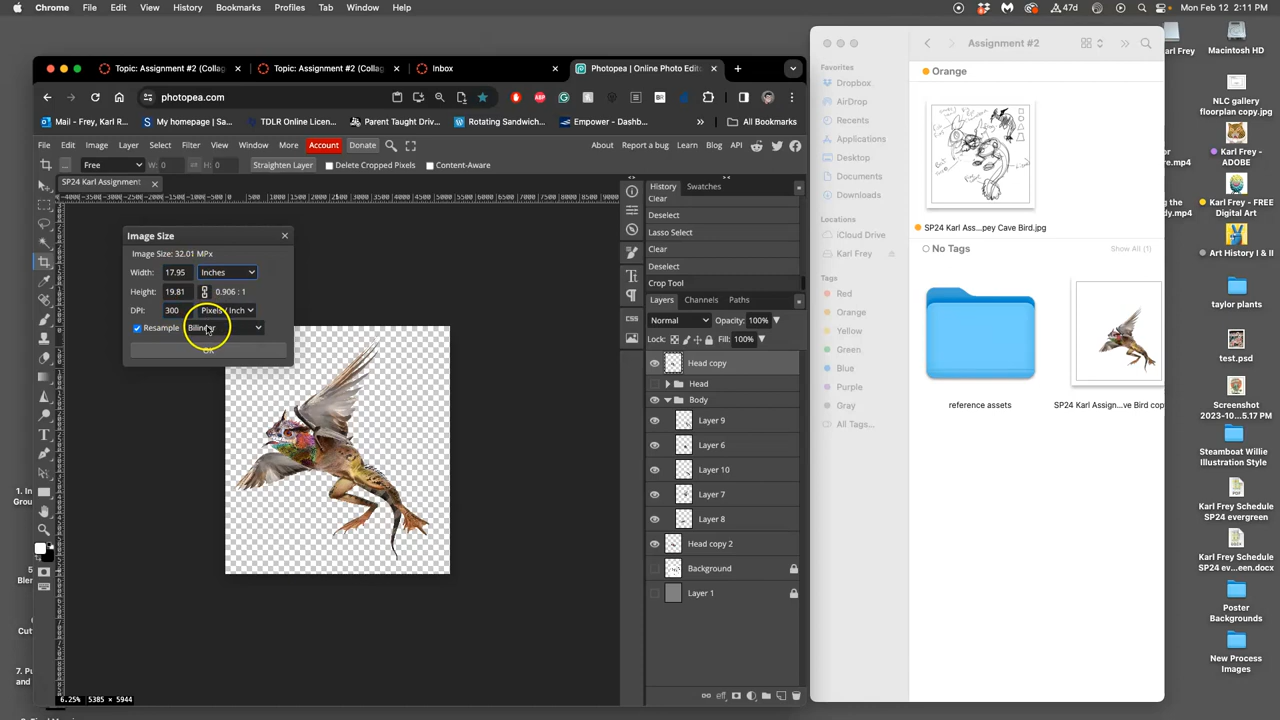 Chrome File Edit View History Bookmarks Profiles Tab Window Help
47d Mon Feb 12 2:11 PM
Topic: Assignment #2 (Collag × Topic: Assignment #2 (Collag × Inbox × Photopea | Online Photo Edit ×
photopea.com
Mail – Frey, Karl R... My homepage | Sa... Parent Taught Driv... Rotating Sandwich... Empower - Dashb... » All Bookmarks
File Edit Image Layer Select Filter View Window More Account Donate About Report a bug Learn Blog API
Free W: 0 H: 0 Straighten Layer Delete Cropped Pixels Content-Aware
SP24 Karl Assignment
Image Size
Image Size: 32.01 MPx
Width: 17.95 Inches
Height: 19.81 0.906 : 1
DPI: 300 Pixels / Inch
Resample Bilinear
OK
History Swatches
Clear
Deselect
Lasso Select
Clear
Deselect
Crop Tool
Layers Channels Paths
Normal Opacity: 100%
Lock: Fill: 100%
CSS
Head copy
Head
Body
Layer 9
Layer 6
Layer 10
Layer 7
Layer 8
Head copy 2
Background
Layer 1
eff
6.25% 5385 × 5944
Assignment #2
Favorites
Dropbox
AirDrop
Recents
Applications
Desktop
Documents
Downloads
Locations
iCloud Drive
Karl Frey
Tags
Red
Orange
Yellow
Green
Blue
Purple
Gray
All Tags...
Orange
SP24 Karl Ass...pey Cave Bird.jpg
No Tags Show All (1)
reference assets
SP24 Karl Assign...ve Bird cop
Karl Frey
Macintosh HD
NLC gallery
floorplan copy.jpg
Karl Frey -
ADOBE
Karl Frey - FREE
Digital Art
Art History I & II
taylor plants
test.psd
Screenshot
2023-10...5.17 PM
Steamboat Willie
Illustration Style
Karl Frey Schedule
SP24 evergreen
Karl Frey Schedule
SP24 ev...een.docx
Poster
Backgrounds
New Process
Images